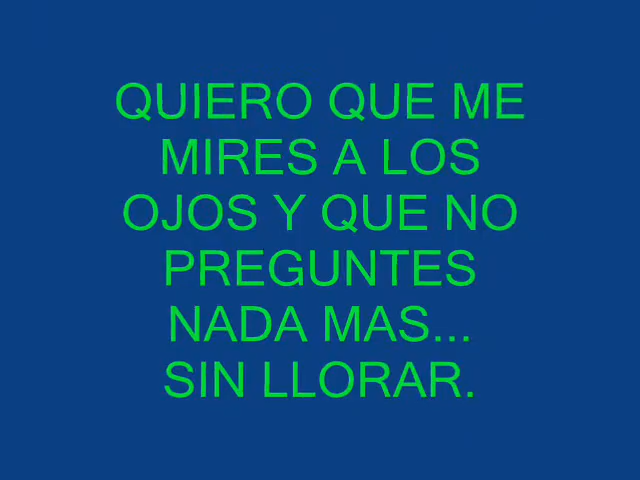 QUIERO QUE ME
MIRES A LOS
OJOS Y QUE NO
PREGUNTES
NADA MAS...
SIN LLORAR.